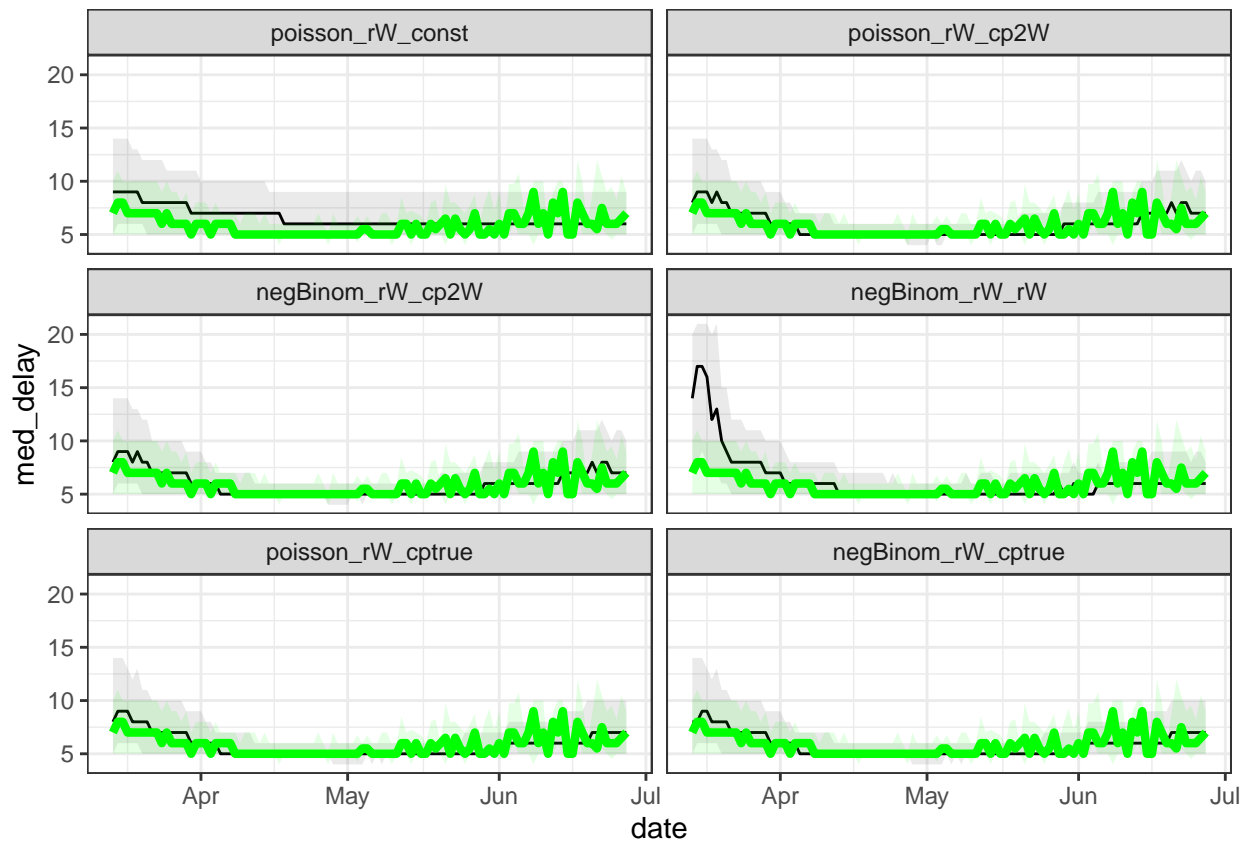 poisson_rW_const
poisson_rW_cp2W
20
15
10
5
negBinom_rW_cp2W
negBinom_rW_rW
20
15
10
5
med_delay
poisson_rW_cptrue
negBinom_rW_cptrue
20
15
10
5
Apr
May
Jun
Jul
Apr
May
Jun
Jul
date